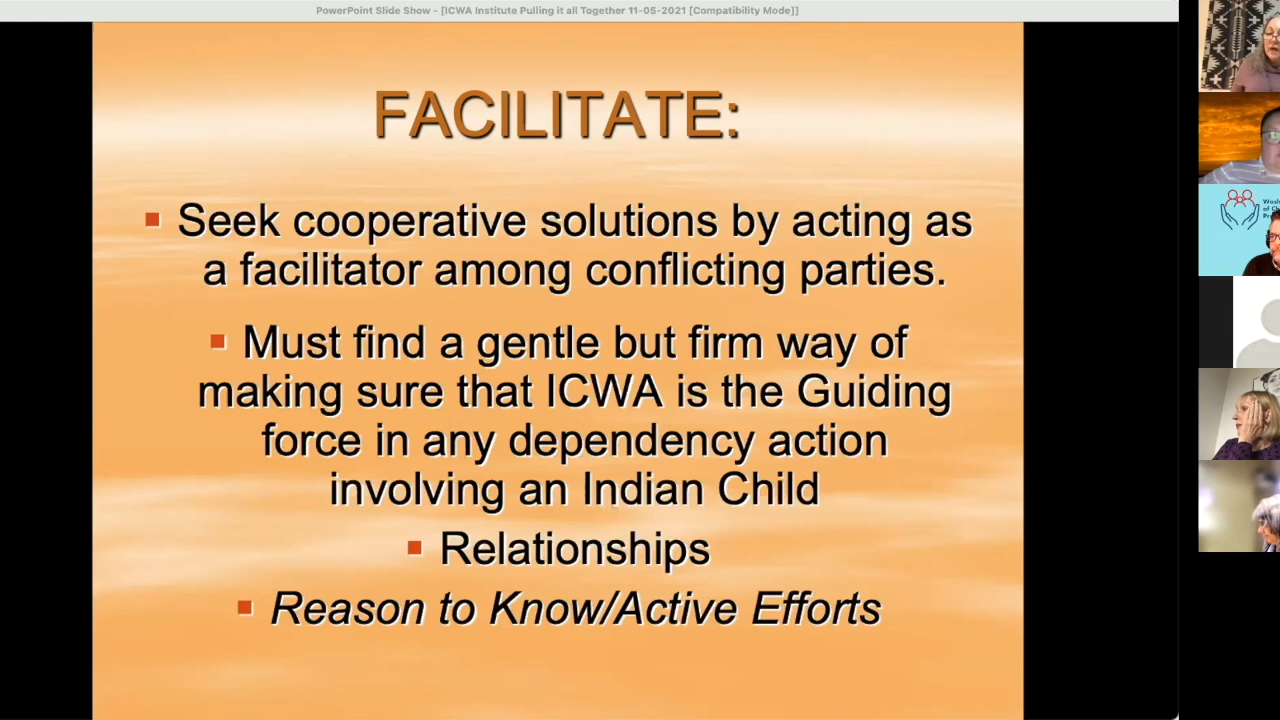 PowerPoint Slide Show - [ICWA Institute Pulling it all Together 11-05-2021 [Compatibility Mode]]
FACILITATE:
▪ Seek cooperative solutions by acting as
a facilitator among conflicting parties.
▪ Must find a gentle but firm way of
making sure that ICWA is the Guiding
force in any dependency action
involving an Indian Child
▪ Relationships
▪ Reason to Know/Active Efforts